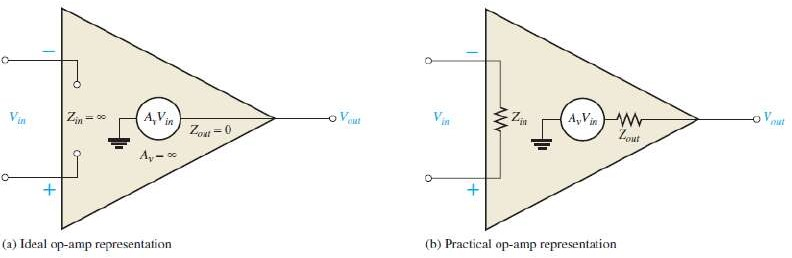 −
V_in
Z_in = ∞
A_vV_in
Z_out = 0
V_out
A_v − ∞
+
(a) Ideal op-amp representation
−
V_in
Z_in
A_vV_in
Z_out
V_out
+
(b) Practical op-amp representation